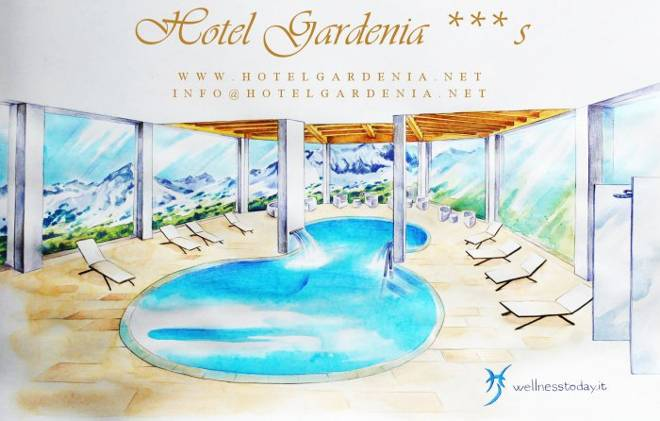 Hotel Gardenia *** s
WWW.HOTELGARDENIA.NET
INFO@HOTELGARDENIA.NET
wellnesstoday.it